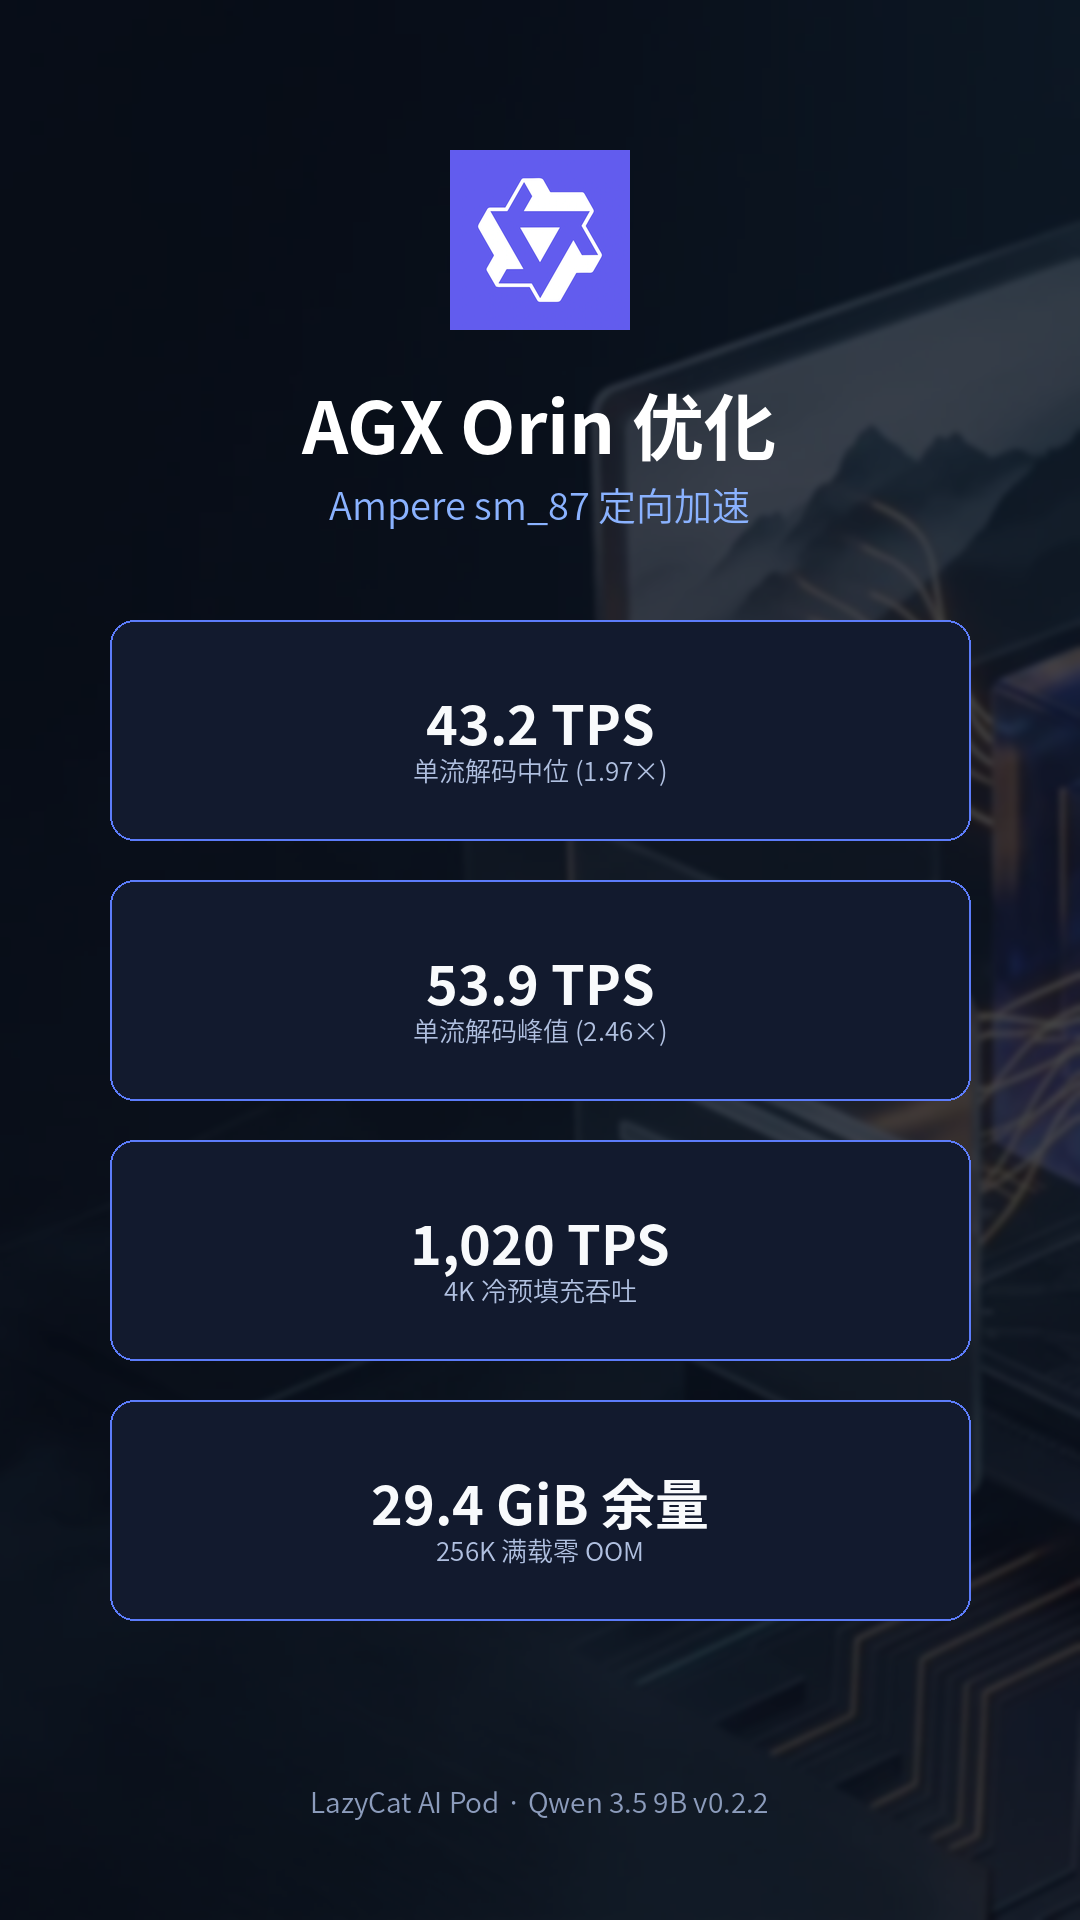 AGX Orin 优化
Ampere sm_87 定向加速
43.2 TPS
单流解码中位 (1.97×)
53.9 TPS
单流解码峰值 (2.46×)
1,020 TPS
4K 冷预填充吞吐
29.4 GiB 余量
256K 满载零 OOM
LazyCat AI Pod · Qwen 3.5 9B v0.2.2